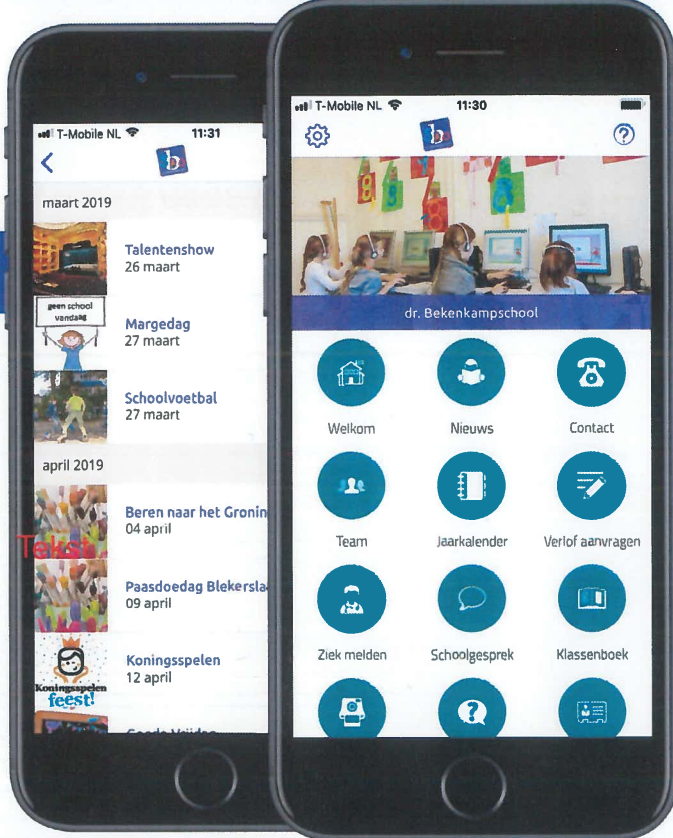 T-Mobile NL
11:31
b
maart 2019
Talentenshow
26 maart
geen school
vandaag
Margedag
27 maart
Schoolvoetbal
27 maart
april 2019
Beren naar het Gronin
04 april
Tekst
Paasdoedag Blekersla
09 april
Koningsspelen
12 april
Koningsspelen
feest!
T-Mobile NL
11:30
b
dr. Bekenkampschool
Welkom
Nieuws
Contact
Team
Jaarkalender
Verlof aanvragen
Ziek melden
Schoolgesprek
Klassenboek